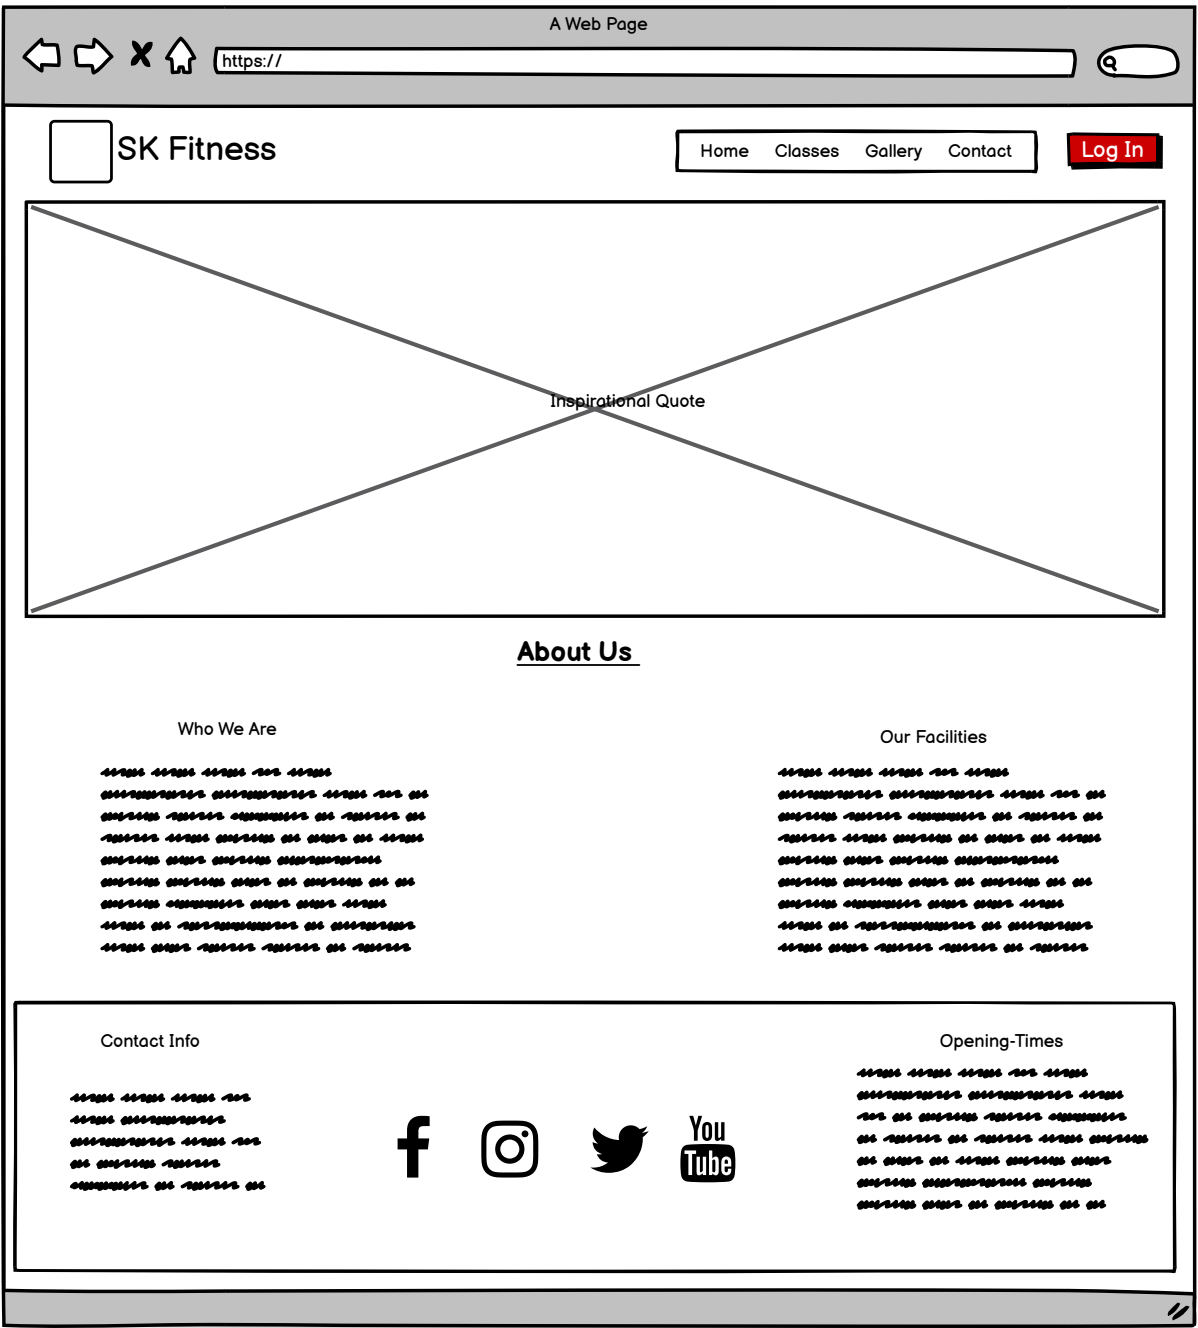 A Web Page
https://
SK Fitness
Home Classes Gallery Contact
Log In
Inspirational Quote
About Us
Who We Are
Our Facilities
Contact Info
Opening-Times
You
Tube